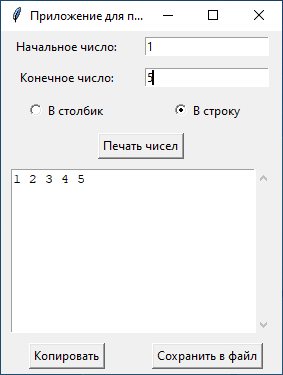 Приложение для п...
Начальное число: 1
Конечное число: 5
В столбик В строку
Печать чисел
1 2 3 4 5
Копировать Сохранить в файл